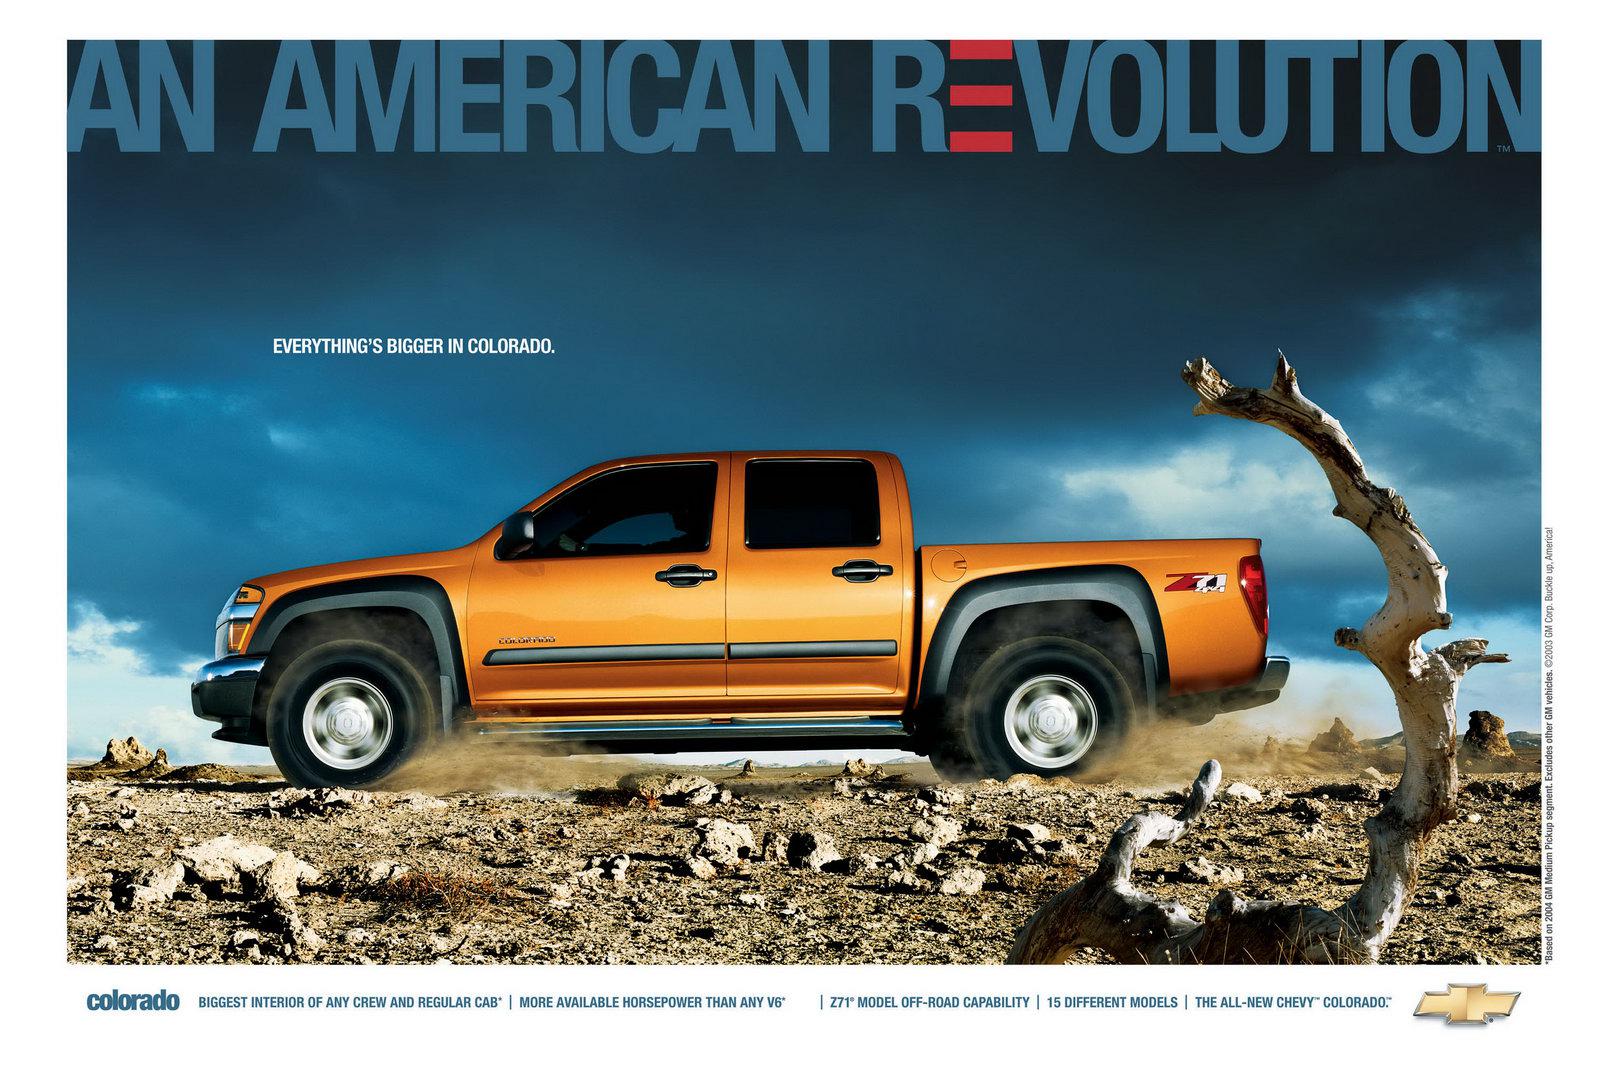 AN AMERICAN REVOLUTION™
EVERYTHING'S BIGGER IN COLORADO.
COLORADO
Z71
4x4
*Based on 2004 GM Medium Pickup segment. Excludes other GM vehicles. ©2003 GM Corp. Buckle up, America!
colorado BIGGEST INTERIOR OF ANY CREW AND REGULAR CAB* | MORE AVAILABLE HORSEPOWER THAN ANY V6* | Z71® MODEL OFF-ROAD CAPABILITY | 15 DIFFERENT MODELS | THE ALL-NEW CHEVY™ COLORADO.™